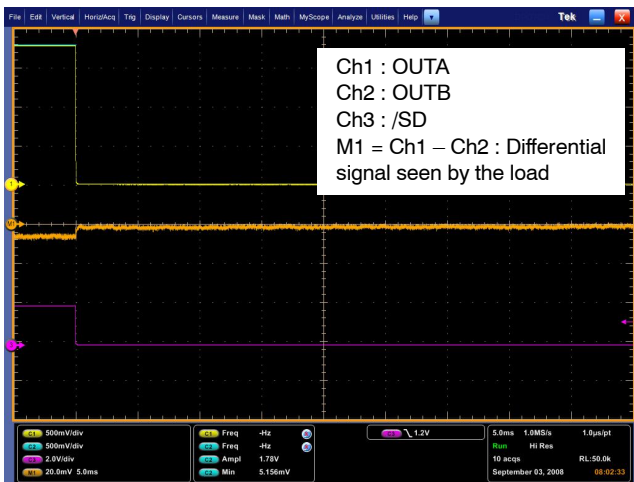 File Edit Vertical Horiz/Acq Trig Display Cursors Measure Mask Math MyScope Analyze Utilities Help Tek X
Ch1 : OUTA
Ch2 : OUTB
Ch3 : /SD
M1 = Ch1 – Ch2 : Differential
signal seen by the load
1
M1
3
C1 500mV/div
C2 500mV/div
C3 2.0V/div
M1 20.0mV 5.0ms
C1 Freq -Hz
C2 Freq -Hz
C2 Ampl 1.78V
C2 Min 5.156mV
C3 1.2V
5.0ms 1.0MS/s 1.0µs/pt
Run Hi Res
10 acqs RL:50.0k
September 03, 2008 08:02:33